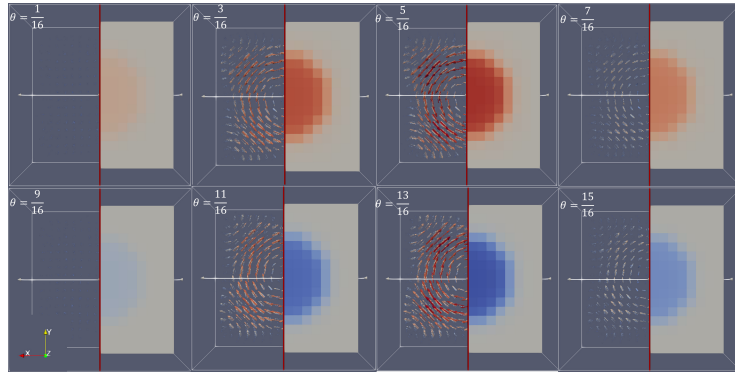 θ = 1/16
θ = 3/16
θ = 5/16
θ = 7/16
θ = 9/16
θ = 11/16
θ = 13/16
θ = 15/16
Y
X
Z